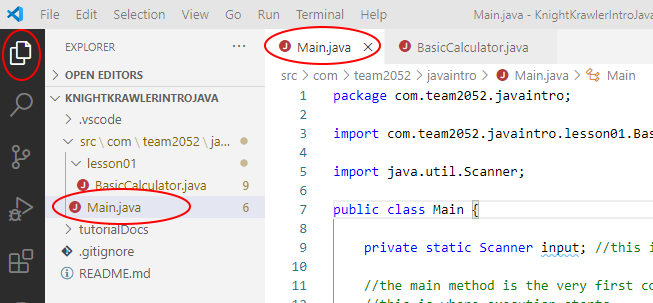 File Edit Selection View Go Run Terminal Help Main.java - KnightKrawlerIntroJava
EXPLORER
OPEN EDITORS
KNIGHTKRAWLERINTROJAVA
.vscode
src\com\team2052\ja...
lesson01
BasicCalculator.java 9
Main.java 6
tutorialDocs
.gitignore
README.md
Main.java BasicCalculator.java
src > com > team2052 > javaintro > Main.java > Main
1 package com.team2052.javaintro;
2
3 import com.team2052.javaintro.lesson01.Bas
4
5 import java.util.Scanner;
6
7 public class Main {
8
9 private static Scanner input; //this i
10
11 //the main method is the very first co
12 //this is where execution starts